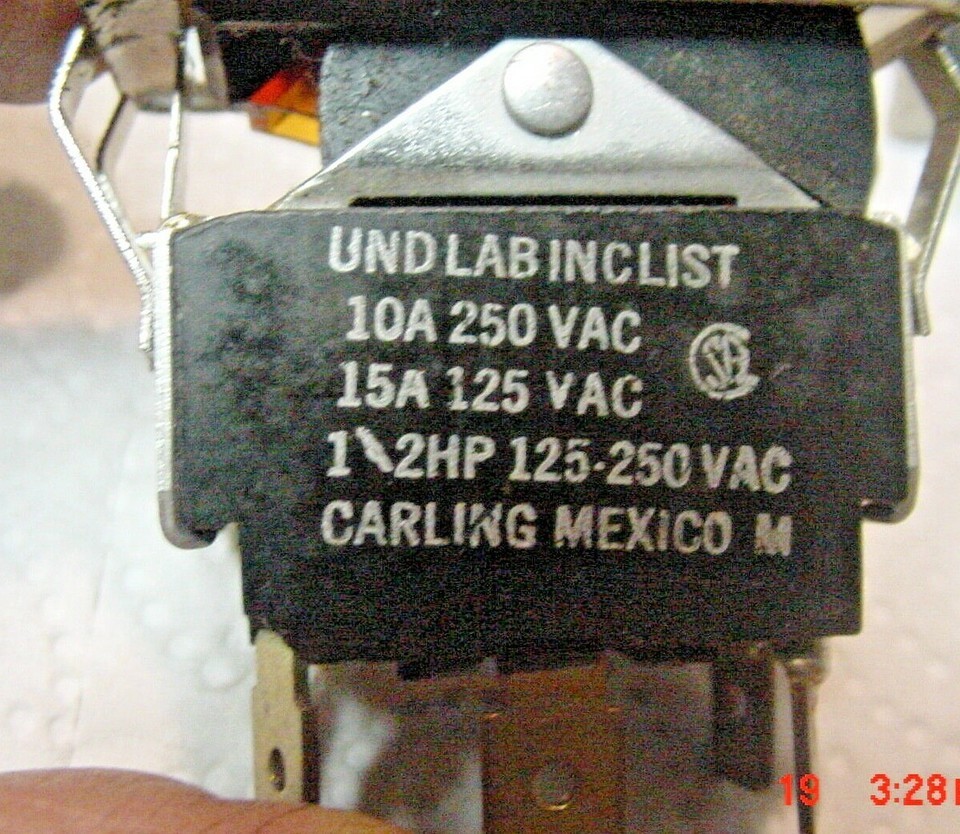 UND LAB INC LIST
10A 250 VAC
15A 125 VAC
1\2HP 125-250 VAC
CARLING MEXICO M
19 3:28